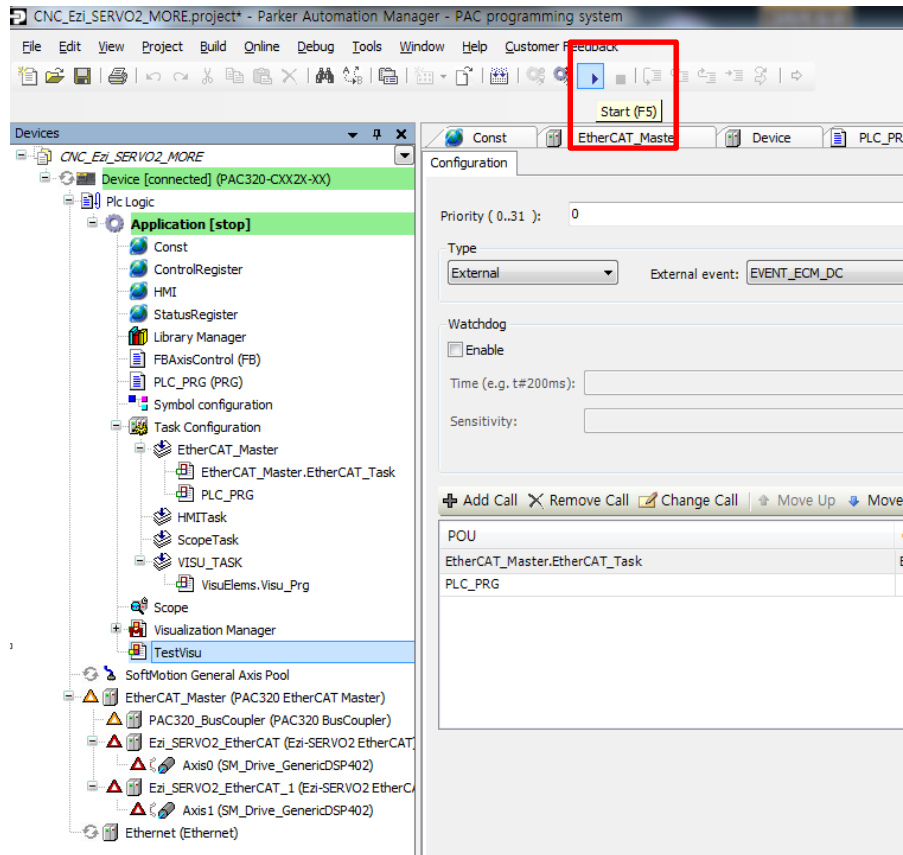 CNC_Ezi_SERVO2_MORE.project* - Parker Automation Manager - PAC programming system
File Edit View Project Build Online Debug Tools Window Help Customer Feedback
Start (F5)
Devices
Const EtherCAT_Master Device PLC_PR
CNC_Ezi_SERVO2_MORE
Configuration
Device [connected] (PAC320-CXX2X-XX)
Plc Logic
Priority ( 0..31 ): 0
Application [stop]
Type
Const
External External event: EVENT_ECM_DC
ControlRegister
HMI
StatusRegister
Watchdog
Library Manager
Enable
FBAxisControl (FB)
PLC_PRG (PRG)
Time (e.g. t#200ms):
Symbol configuration
Sensitivity:
Task Configuration
EtherCAT_Master
EtherCAT_Master.EtherCAT_Task
PLC_PRG
Add Call Remove Call Change Call Move Up Move
HMITask
POU
ScopeTask
VISU_TASK
EtherCAT_Master.EtherCAT_Task E
VisuElems.Visu_Prg
PLC_PRG
Scope
Visualization Manager
TestVisu
SoftMotion General Axis Pool
EtherCAT_Master (PAC320 EtherCAT Master)
PAC320_BusCoupler (PAC320 BusCoupler)
Ezi_SERVO2_EtherCAT (Ezi-SERVO2 EtherCAT)
Axis0 (SM_Drive_GenericDSP402)
Ezi_SERVO2_EtherCAT_1 (Ezi-SERVO2 EtherCA
Axis1 (SM_Drive_GenericDSP402)
Ethernet (Ethernet)